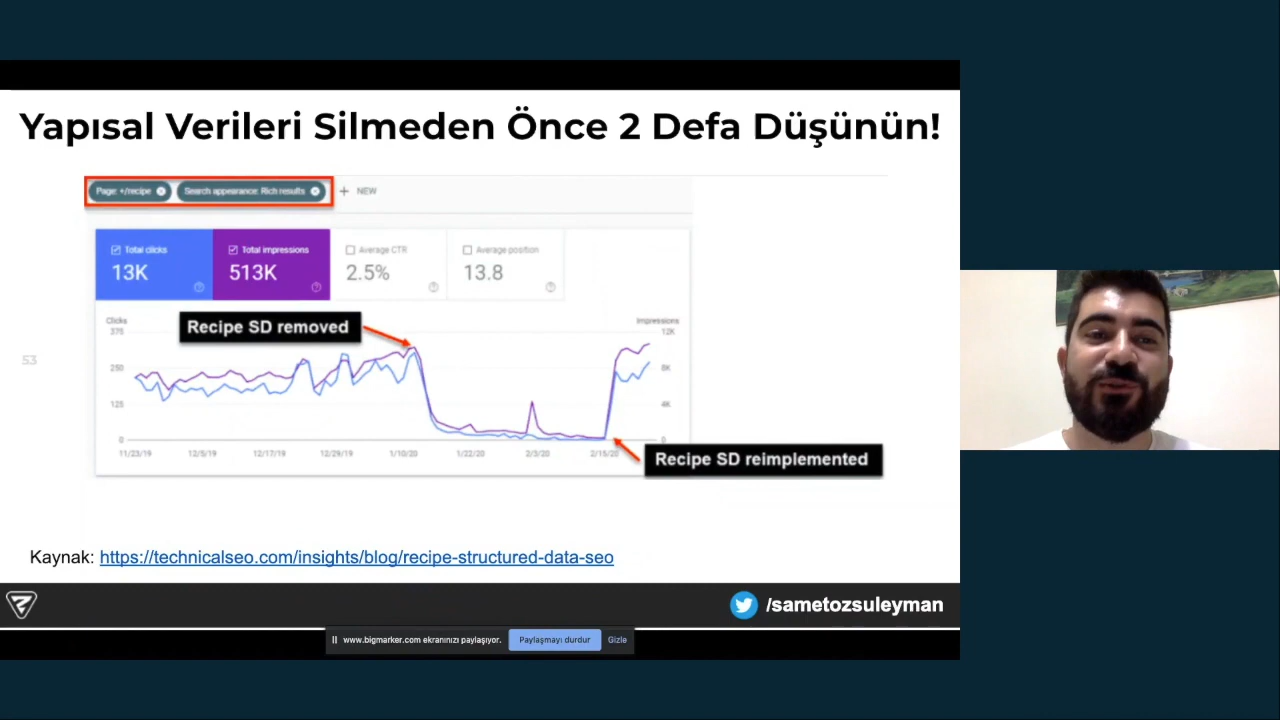 Yapısal Verileri Silmeden Önce 2 Defa Düşünün!
Page: +/recipe
Search appearance: Rich results
+ NEW
Total clicks
13K
Total impressions
513K
Average CTR
2.5%
Average position
13.8
Clicks
Impressions
375
250
125
0
12K
8K
4K
0
Recipe SD removed
Recipe SD reimplemented
11/23/19
12/5/19
12/17/19
12/29/19
1/10/20
1/22/20
2/3/20
2/15/20
53
Kaynak: https://technicalseo.com/insights/blog/recipe-structured-data-seo
/sametozsuleyman
www.bigmarker.com ekranınızı paylaşıyor.
Paylaşmayı durdur
Gizle